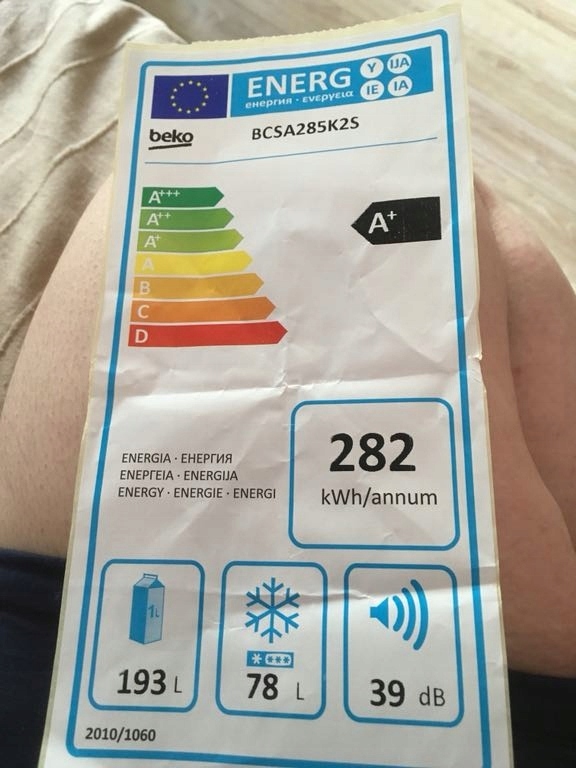 ENERG Y IJA
енергия · ενεργεια IE IA
beko
BCSA285K2S
A+++
A++
A+
A
B
C
D
A+
ENERGIA · ЕНЕРГИЯ
ΕΝΕΡΓΕΙΑ · ENERGIJA
ENERGY · ENERGIE · ENERGI
282
kWh/annum
1L
193 L
78 L
39 dB
2010/1060